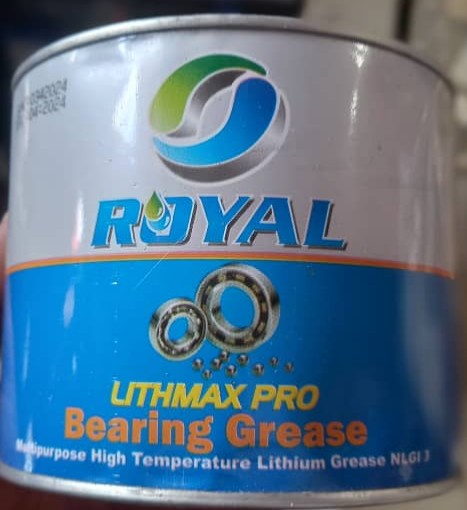 ROYAL
LITHMAX PRO
Bearing Grease
Multipurpose High Temperature Lithium Grease NLGI 3